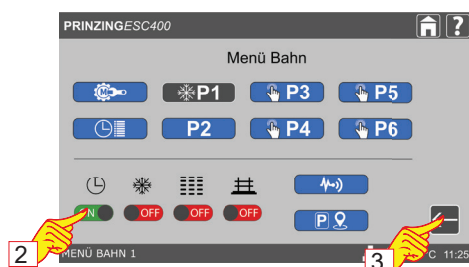 PRINZINGESC400 ?
Menü Bahn
P1 P3 P5
P2 P4 P6
ON OFF OFF OFF
P
2 3
MENÜ BAHN 1 °C 11:25